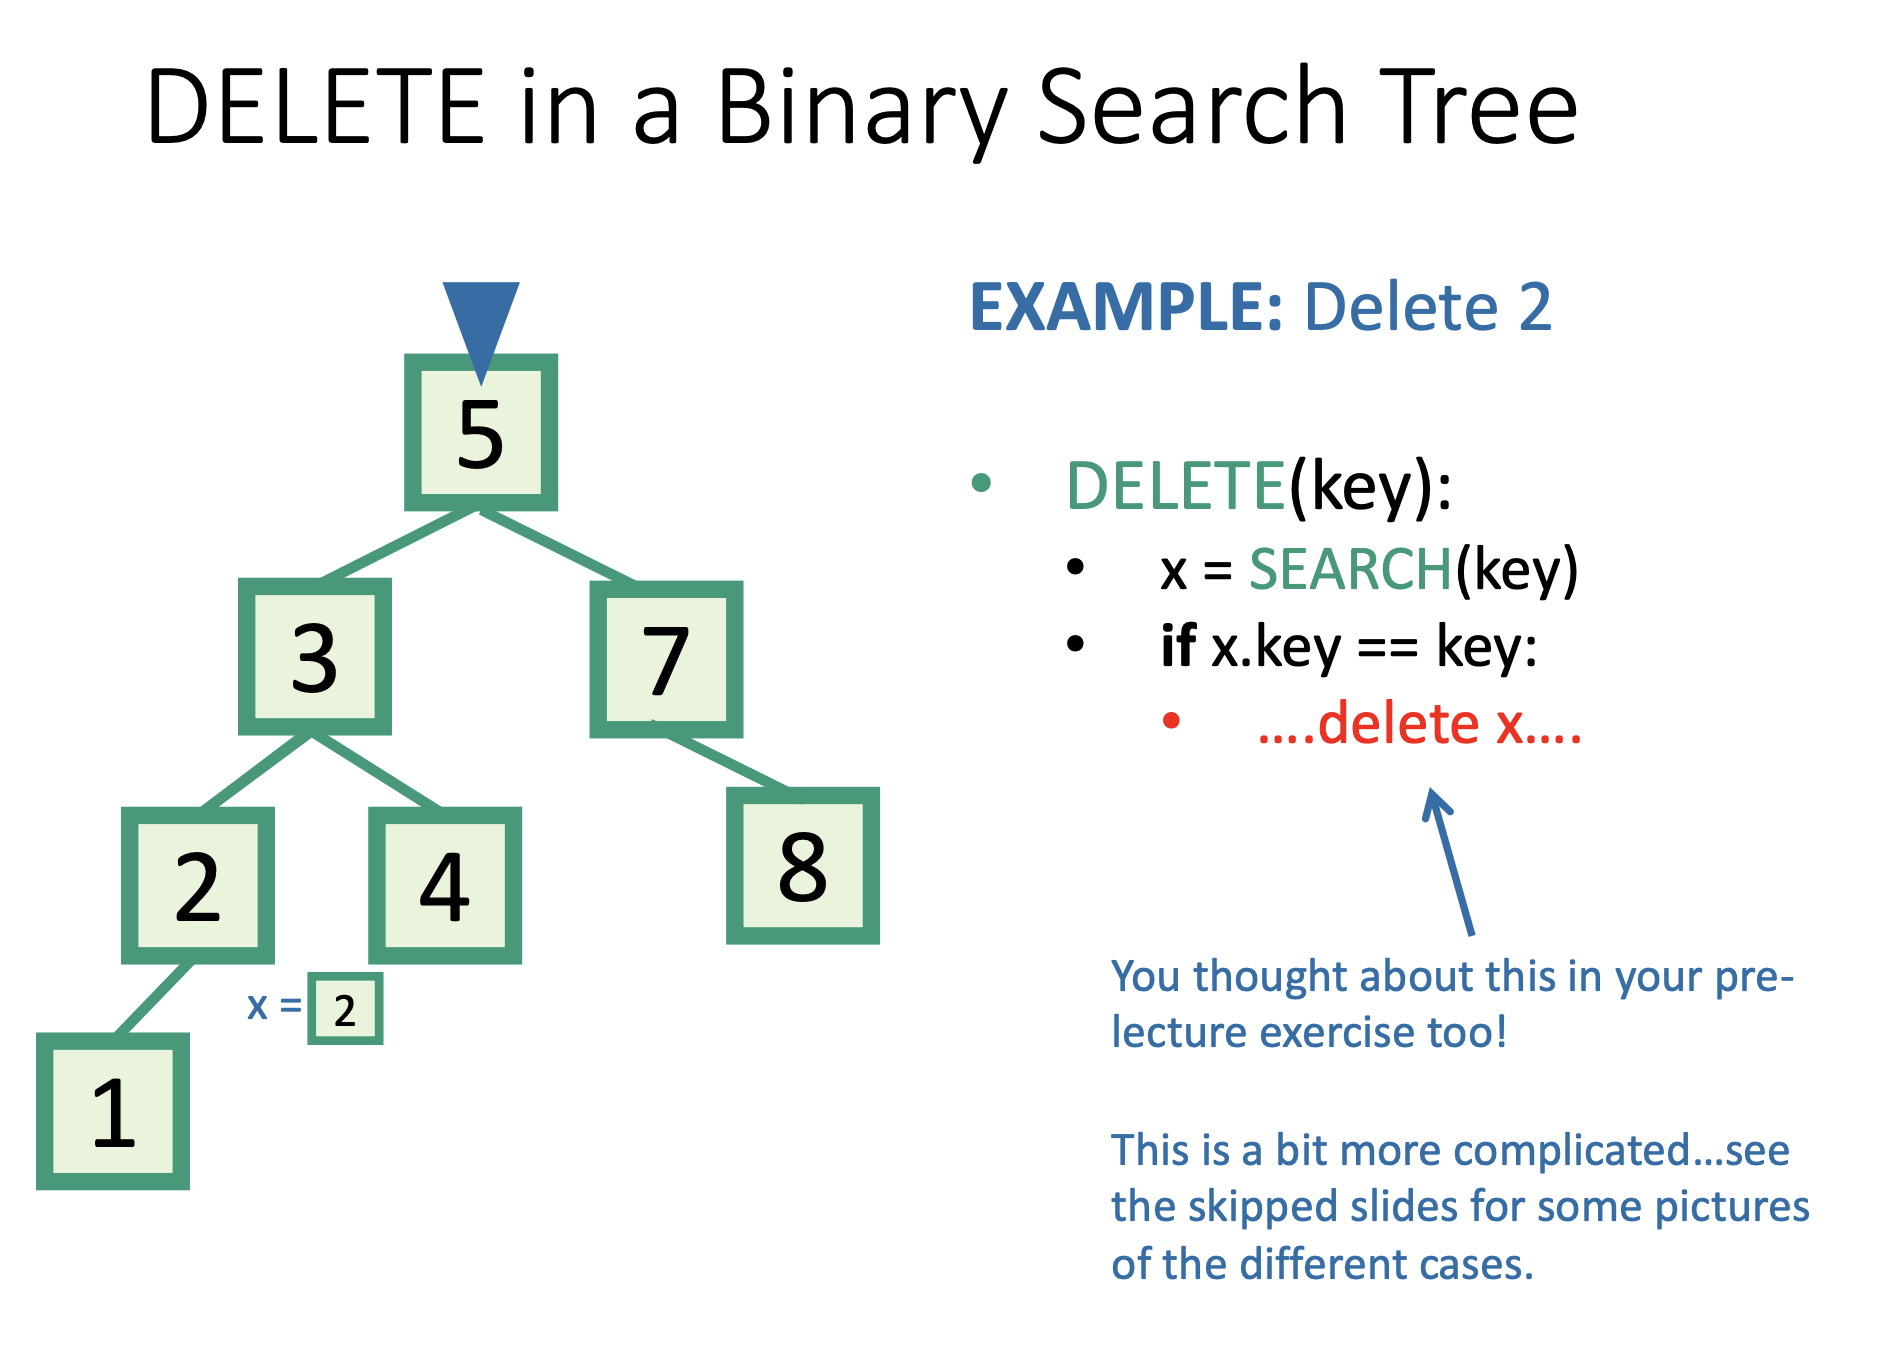 DELETE in a Binary Search Tree
5
3
7
2
4
8
x = 2
1
EXAMPLE: Delete 2
• DELETE(key):
• x = SEARCH(key)
• if x.key == key:
• ....delete x....
You thought about this in your pre-
lecture exercise too!
This is a bit more complicated...see
the skipped slides for some pictures
of the different cases.